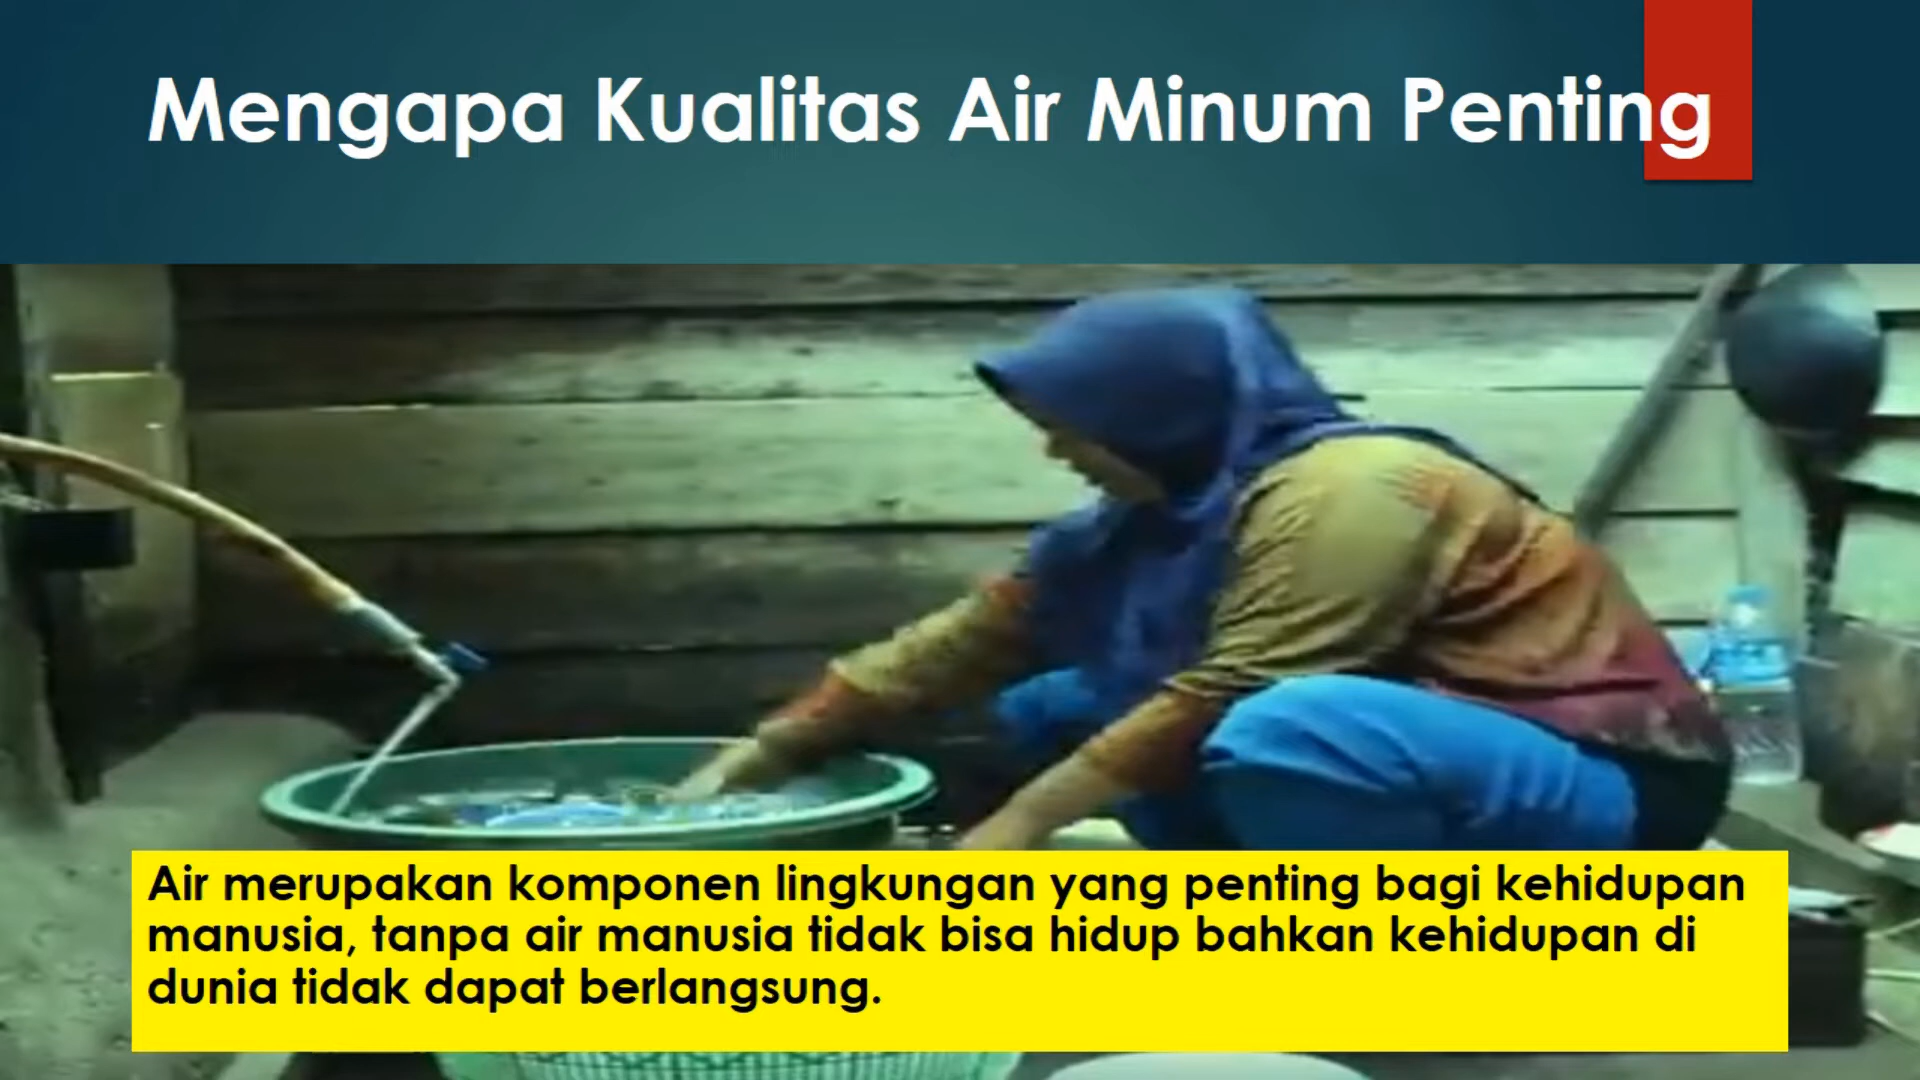 Mengapa Kualitas Air Minum Penting
Air merupakan komponen lingkungan yang penting bagi kehidupan
manusia, tanpa air manusia tidak bisa hidup bahkan kehidupan di
dunia tidak dapat berlangsung.